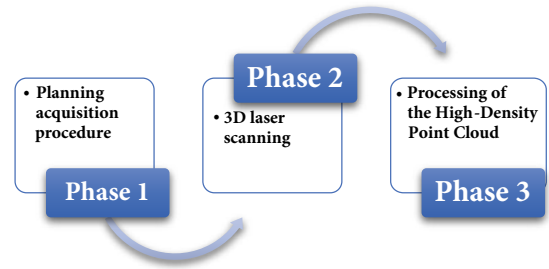 • Planning
acquisition
procedure
Phase 1
Phase 2
• 3D laser
scanning
• Processing of
the High-Density
Point Cloud
Phase 3